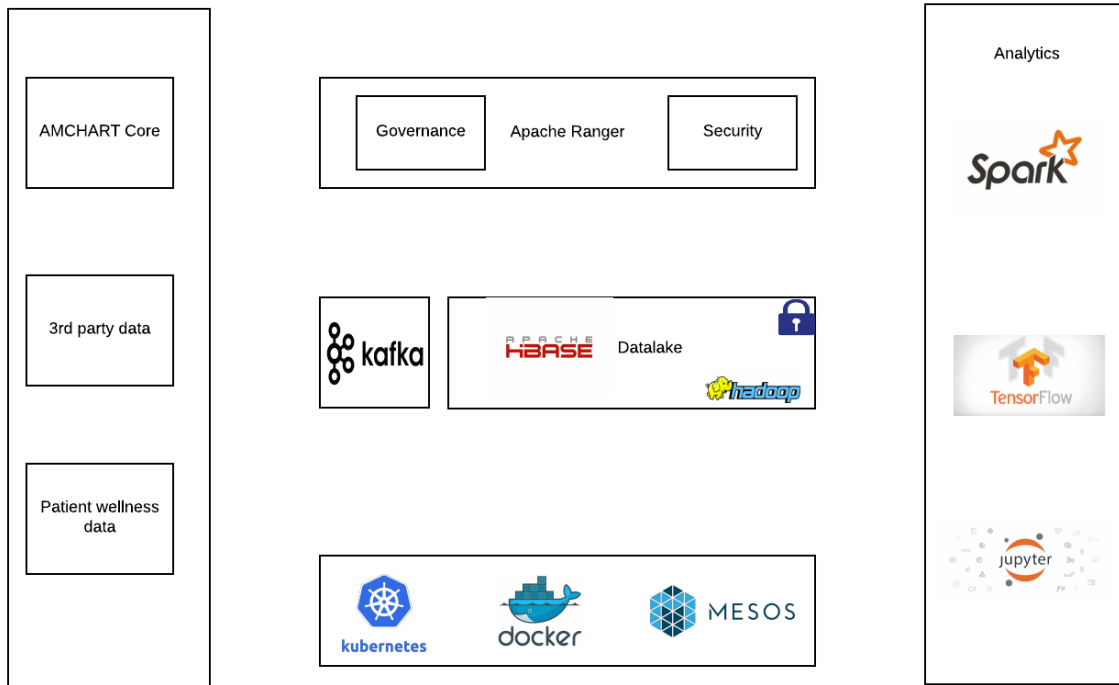 AMCHART Core
3rd party data
Patient wellness
data
Governance
Apache Ranger
Security
kafka
APACHE
HBASE
Datalake
hadoop
kubernetes
docker
MESOS
Analytics
Spark
TensorFlow
jupyter
C#
F#